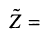 Z̃ =